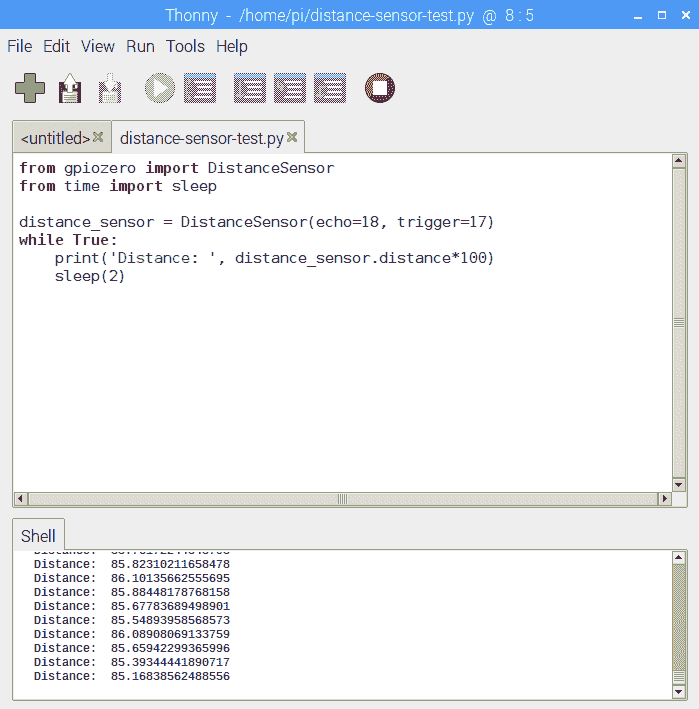 Thonny - /home/pi/distance-sensor-test.py @ 8 : 5
File Edit View Run Tools Help
<untitled> distance-sensor-test.py
from gpiozero import DistanceSensor
from time import sleep
distance_sensor = DistanceSensor(echo=18, trigger=17)
while True:
    print('Distance: ', distance_sensor.distance*100)
    sleep(2)
Shell
Distance:  85.82310211658478
Distance:  86.10135662555695
Distance:  85.88448178768158
Distance:  85.67783689498901
Distance:  85.54893958568573
Distance:  86.08908069133759
Distance:  85.65942299365996
Distance:  85.39344441890717
Distance:  85.16838562488556